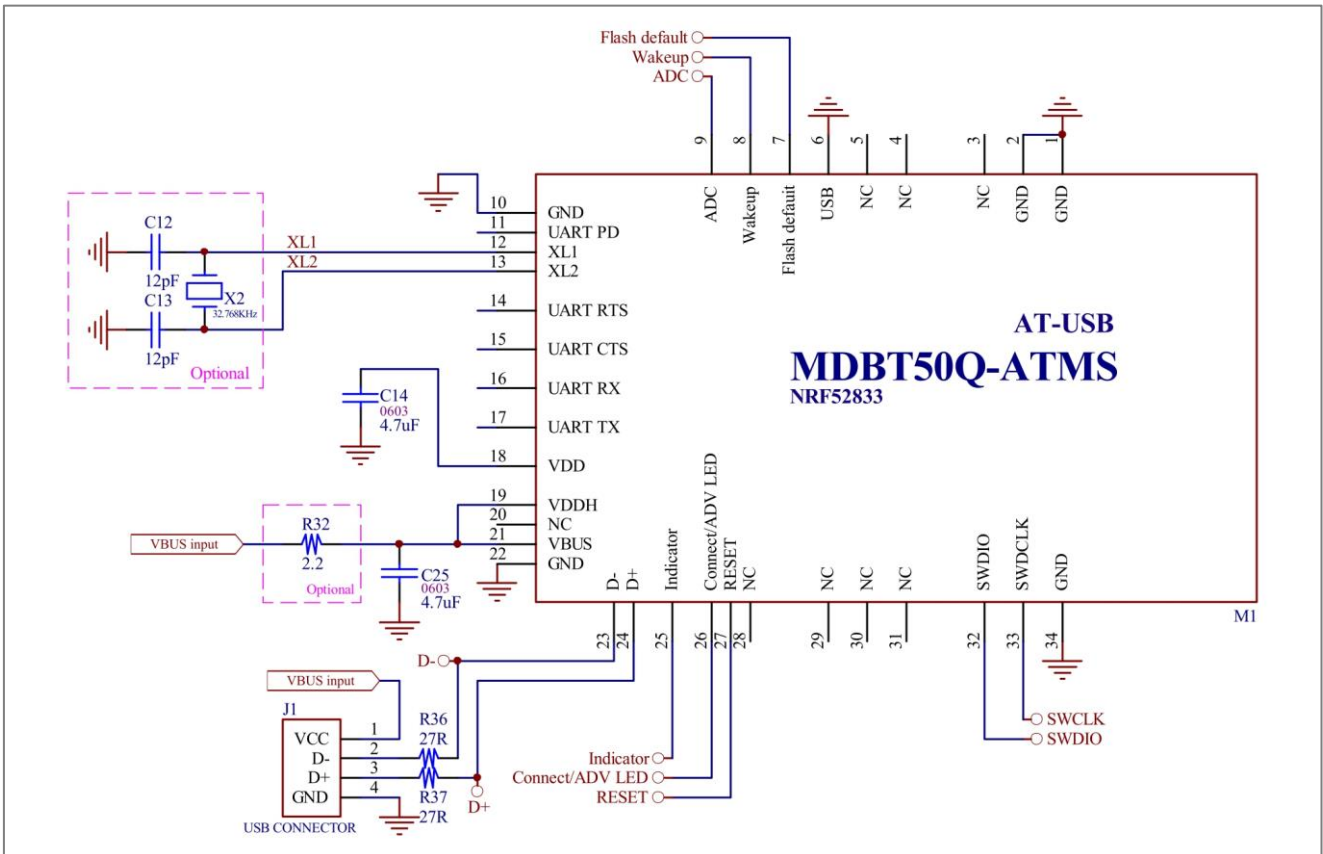 Flash default
Wakeup
ADC
9
8
7
6
5
4
3
2
1
ADC
Wakeup
Flash defauit
USB
NC
NC
NC
GND
GND
C12
12pF
C13
12pF
X2
32.768KHz
Optional
XL1
XL2
10 GND
11 UART PD
12 XL1
13 XL2
14 UART RTS
15 UART CTS
16 UART RX
17 UART TX
18 VDD
19 VDDH
20 NC
21 VBUS
22 GND
AT-USB
MDBT50Q-ATMS
NRF52833
C14
0603
4.7uF
VBUS input
R32
2.2
Optional
C25
0603
4.7uF
D-
D+
Indicator
Connect/ADV LED
RESET
NC
NC
NC
NC
SWDIO
SWDCLK
GND
M1
23
24
25
26
27
28
29
30
31
32
33
34
D-
VBUS input
J1
VCC 1
D- 2
D+ 3
GND 4
USB CONNECTOR
R36
27R
R37
27R
D+
Indicator
Connect/ADV LED
RESET
SWCLK
SWDIO